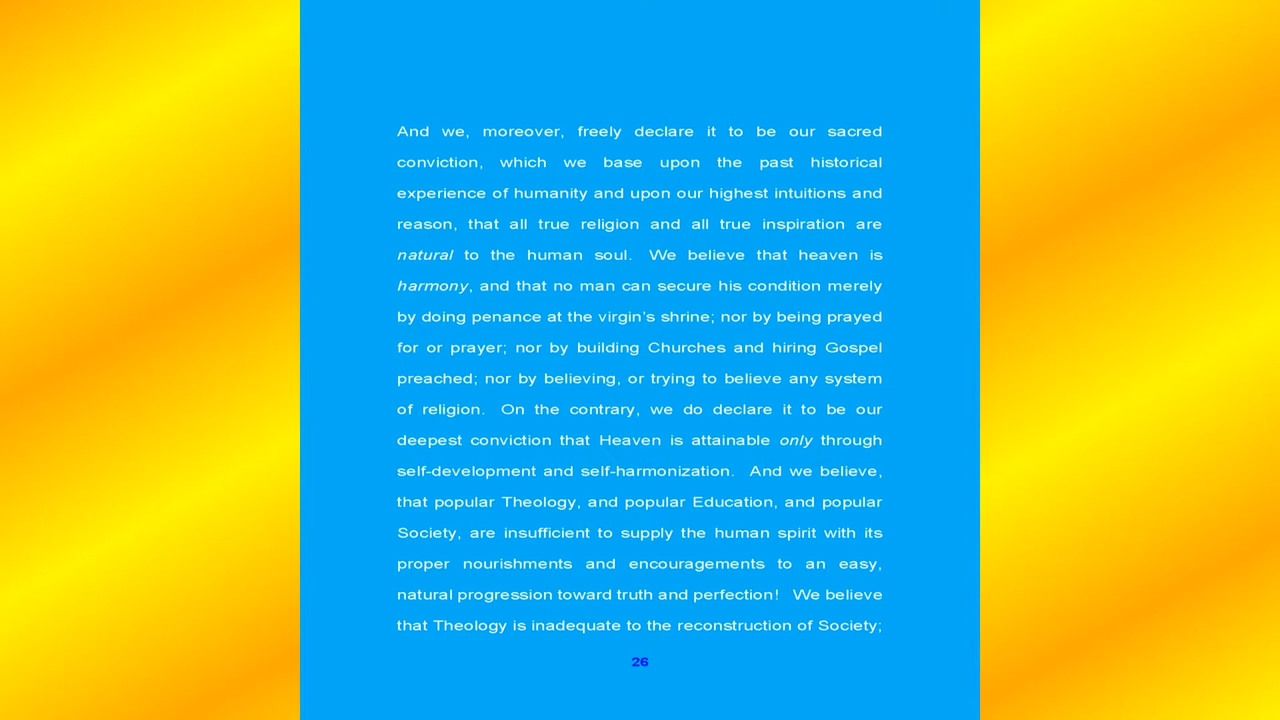 And we, moreover, freely declare it to be our sacred
conviction, which we base upon the past historical
experience of humanity and upon our highest intuitions and
reason, that all true religion and all true inspiration are
natural to the human soul. We believe that heaven is
harmony, and that no man can secure his condition merely
by doing penance at the virgin’s shrine; nor by being prayed
for or prayer; nor by building Churches and hiring Gospel
preached; nor by believing, or trying to believe any system
of religion. On the contrary, we do declare it to be our
deepest conviction that Heaven is attainable only through
self-development and self-harmonization. And we believe,
that popular Theology, and popular Education, and popular
Society, are insufficient to supply the human spirit with its
proper nourishments and encouragements to an easy,
natural progression toward truth and perfection! We believe
that Theology is inadequate to the reconstruction of Society;
26